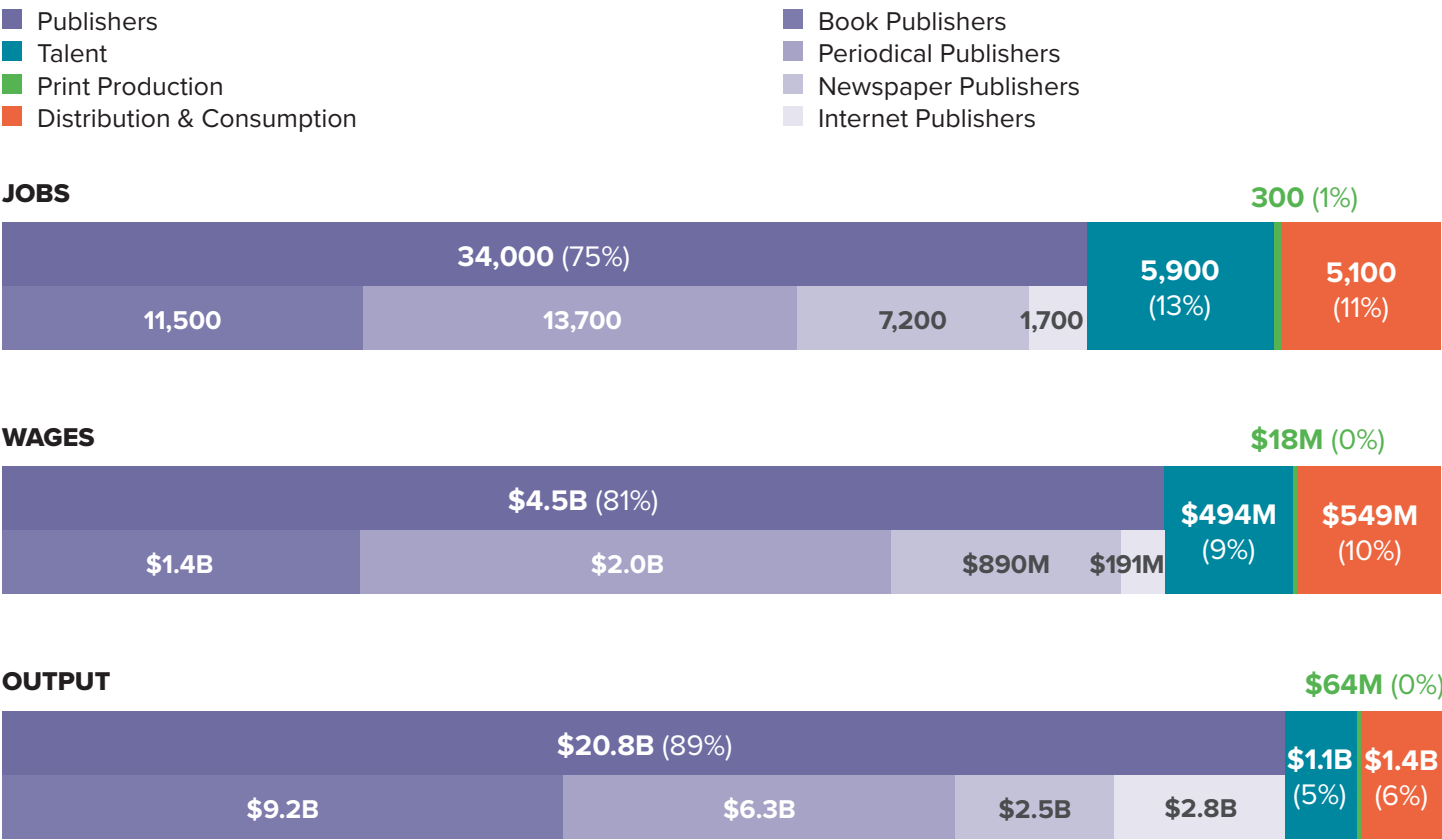 Publishers
Talent
Print Production
Distribution & Consumption
Book Publishers
Periodical Publishers
Newspaper Publishers
Internet Publishers
JOBS
300 (1%)
34,000 (75%)
5,900
(13%)
5,100
(11%)
11,500
13,700
7,200
1,700
WAGES
$18M (0%)
$4.5B (81%)
$494M
(9%)
$549M
(10%)
$1.4B
$2.0B
$890M
$191M
OUTPUT
$64M (0%)
$20.8B (89%)
$1.1B
(5%)
$1.4B
(6%)
$9.2B
$6.3B
$2.5B
$2.8B